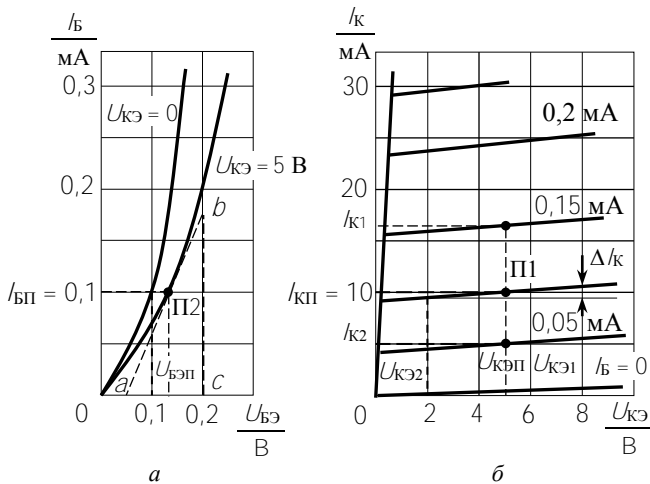 IБ
мА
0,3
UКЭ = 0
0,2
UКЭ = 5 В
b
IБП = 0,1
П2
a
UБЭП
c
0
0,1
0,2
UБЭ
В
а
IК
мА
30
0,2 мА
20
IК1
0,15 мА
П1
ΔIК
IКП = 10
IК2
0,05 мА
UКЭ2
UКЭП
UКЭ1
IБ = 0
0
2
4
6
8
UКЭ
В
б